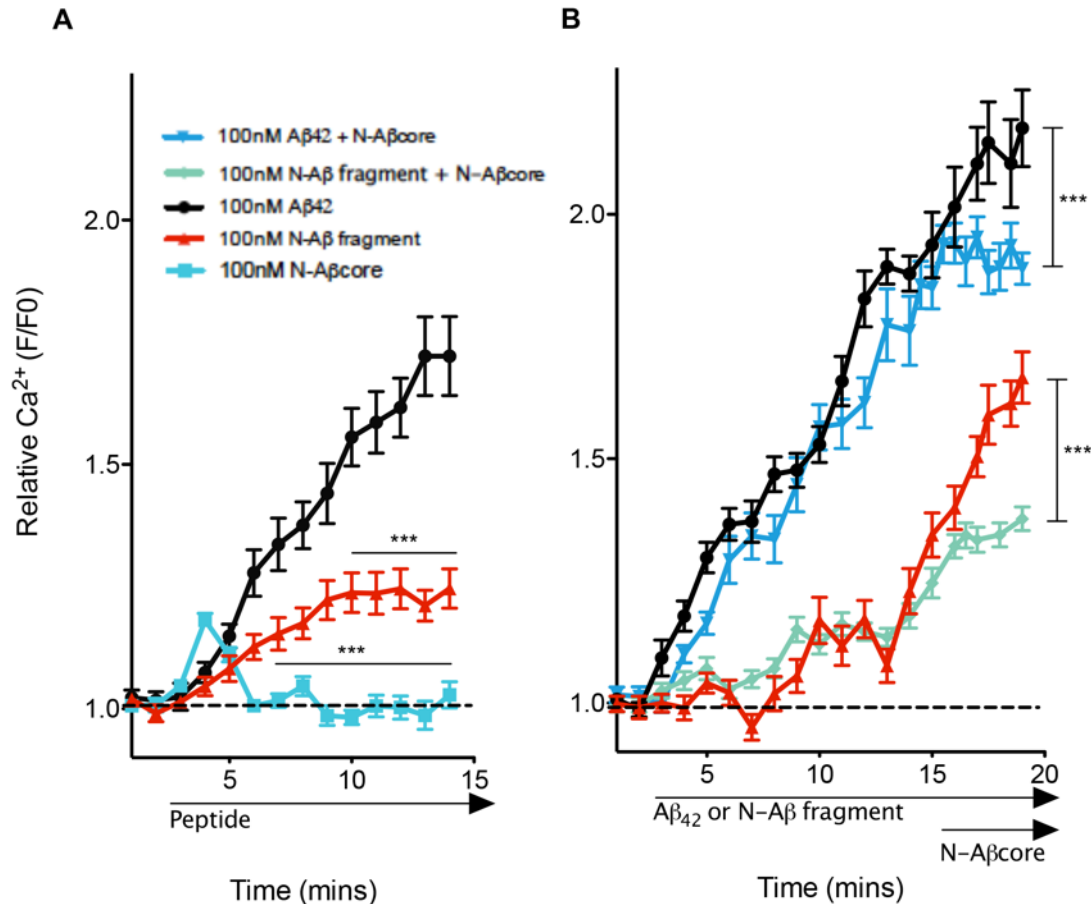 A
B
100nM Aβ42 + N-Aβcore
100nM N-Aβ fragment + N-Aβcore
100nM Aβ42
100nM N-Aβ fragment
100nM N-Aβcore
Relative Ca²⁺ (F/F0)
2.0
1.5
1.0
***
***
5
10
15
Peptide
Time (mins)
2.0
1.5
1.0
***
***
5
10
15
20
Aβ₄₂ or N-Aβ fragment
N-Aβcore
Time (mins)